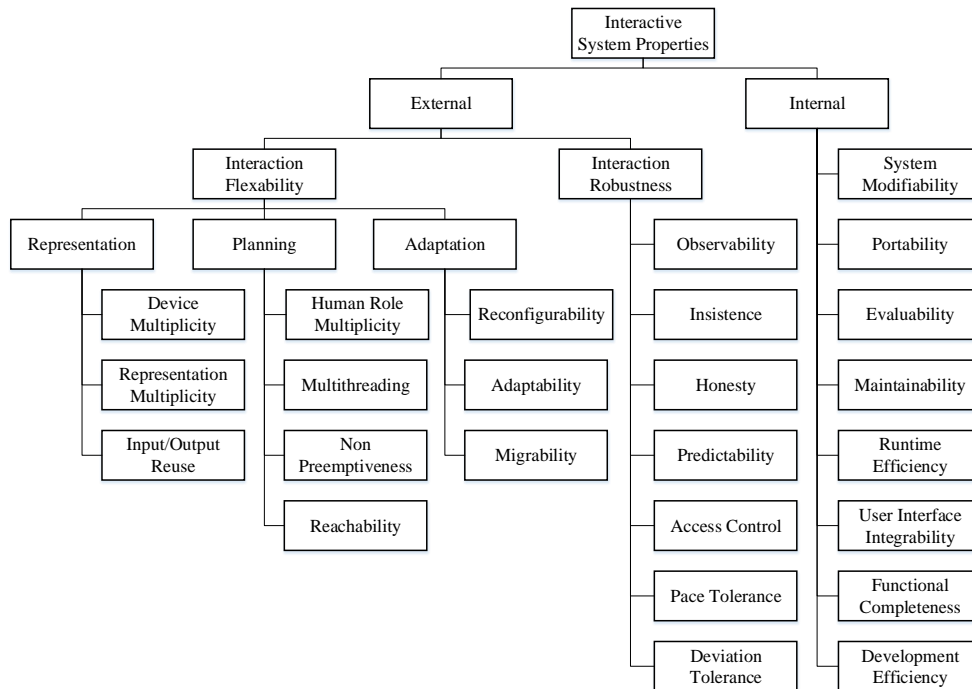 Interactive
System Properties
External
Internal
Interaction
Flexability
Interaction
Robustness
System
Modifiability
Representation
Planning
Adaptation
Observability
Portability
Device
Multiplicity
Human Role
Multiplicity
Reconfigurability
Insistence
Evaluability
Representation
Multiplicity
Multithreading
Adaptability
Honesty
Maintainability
Input/Output
Reuse
Non
Preemptiveness
Migrability
Predictability
Runtime
Efficiency
Reachability
Access Control
User Interface
Integrability
Pace Tolerance
Functional
Completeness
Deviation
Tolerance
Development
Efficiency